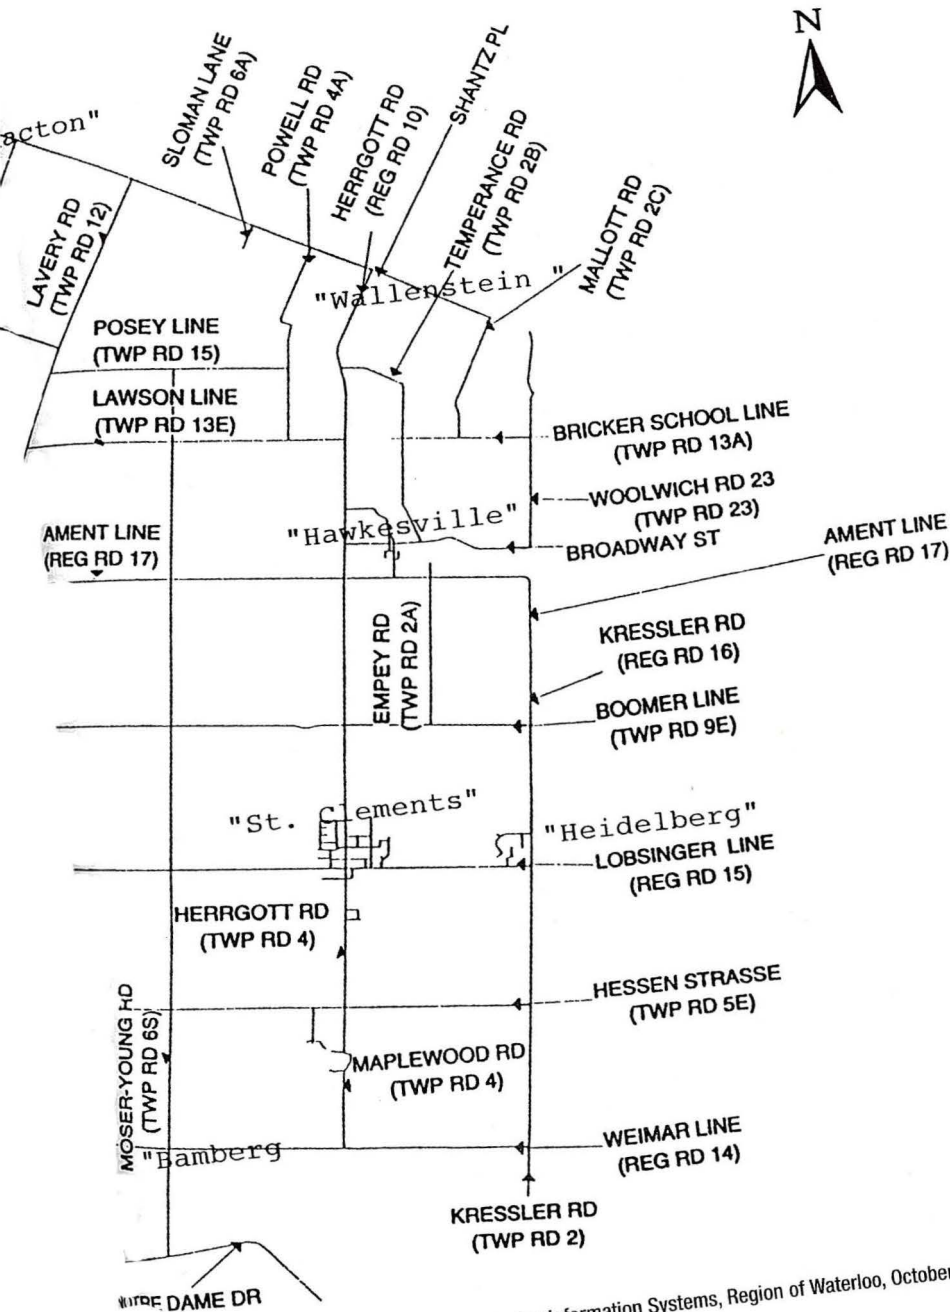 N
acton"
SLOMAN LANE
(TWP RD 6A)
POWELL RD
(TWP RD 4A)
HERRGOTT RD
(REG RD 10)
SHANTZ PL
TEMPERANCE RD
(TWP RD 2B)
MALLOTT RD
(TWP RD 2C)
LAVERY RD
(TWP RD 12)
"Wallenstein "
POSEY LINE
(TWP RD 15)
LAWSON LINE
(TWP RD 13E)
BRICKER SCHOOL LINE
(TWP RD 13A)
WOOLWICH RD 23
(TWP RD 23)
"Hawkesville"
BROADWAY ST
AMENT LINE
(REG RD 17)
AMENT LINE
(REG RD 17)
EMPEY RD
(TWP RD 2A)
KRESSLER RD
(REG RD 16)
BOOMER LINE
(TWP RD 9E)
"St. Clements"
"Heidelberg"
LOBSINGER LINE
(REG RD 15)
HERRGOTT RD
(TWP RD 4)
HESSEN STRASSE
(TWP RD 5E)
MOSER-YOUNG RD
(TWP RD 6S)
MAPLEWOOD RD
(TWP RD 4)
"Bamberg
WEIMAR LINE
(REG RD 14)
KRESSLER RD
(TWP RD 2)
DAME DR
Information Systems, Region of Waterloo, October